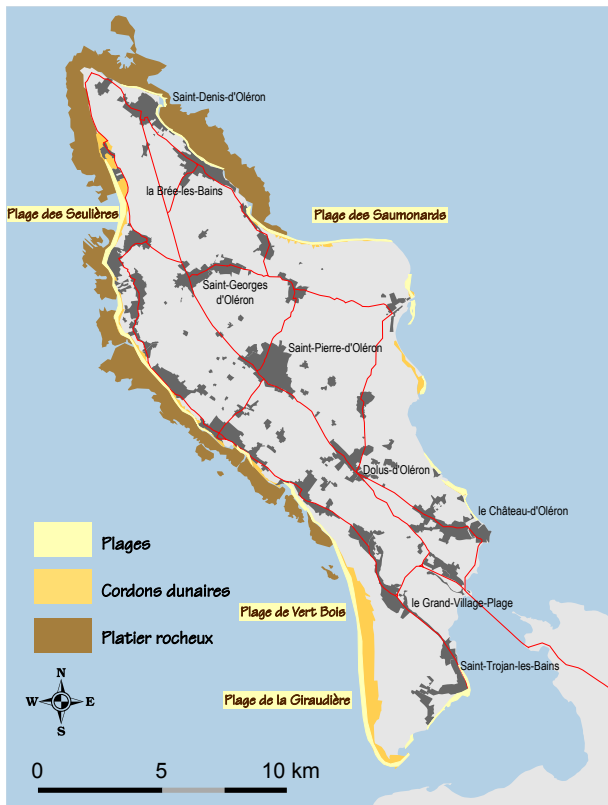 Saint-Denis-d'Oléron
la Brée-les-Bains
Plage des Seulières
Plage des Saumonards
Saint-Georges
d'Oléron
Saint-Pierre-d'Oléron
Dolus-d'Oléron
le Château-d'Oléron
Plages
Cordons dunaires
le Grand-Village-Plage
Plage de Vert Bois
Platier rocheux
Saint-Trojan-les-Bains
Plage de la Giraudière
N
W E
S
0 5 10 km